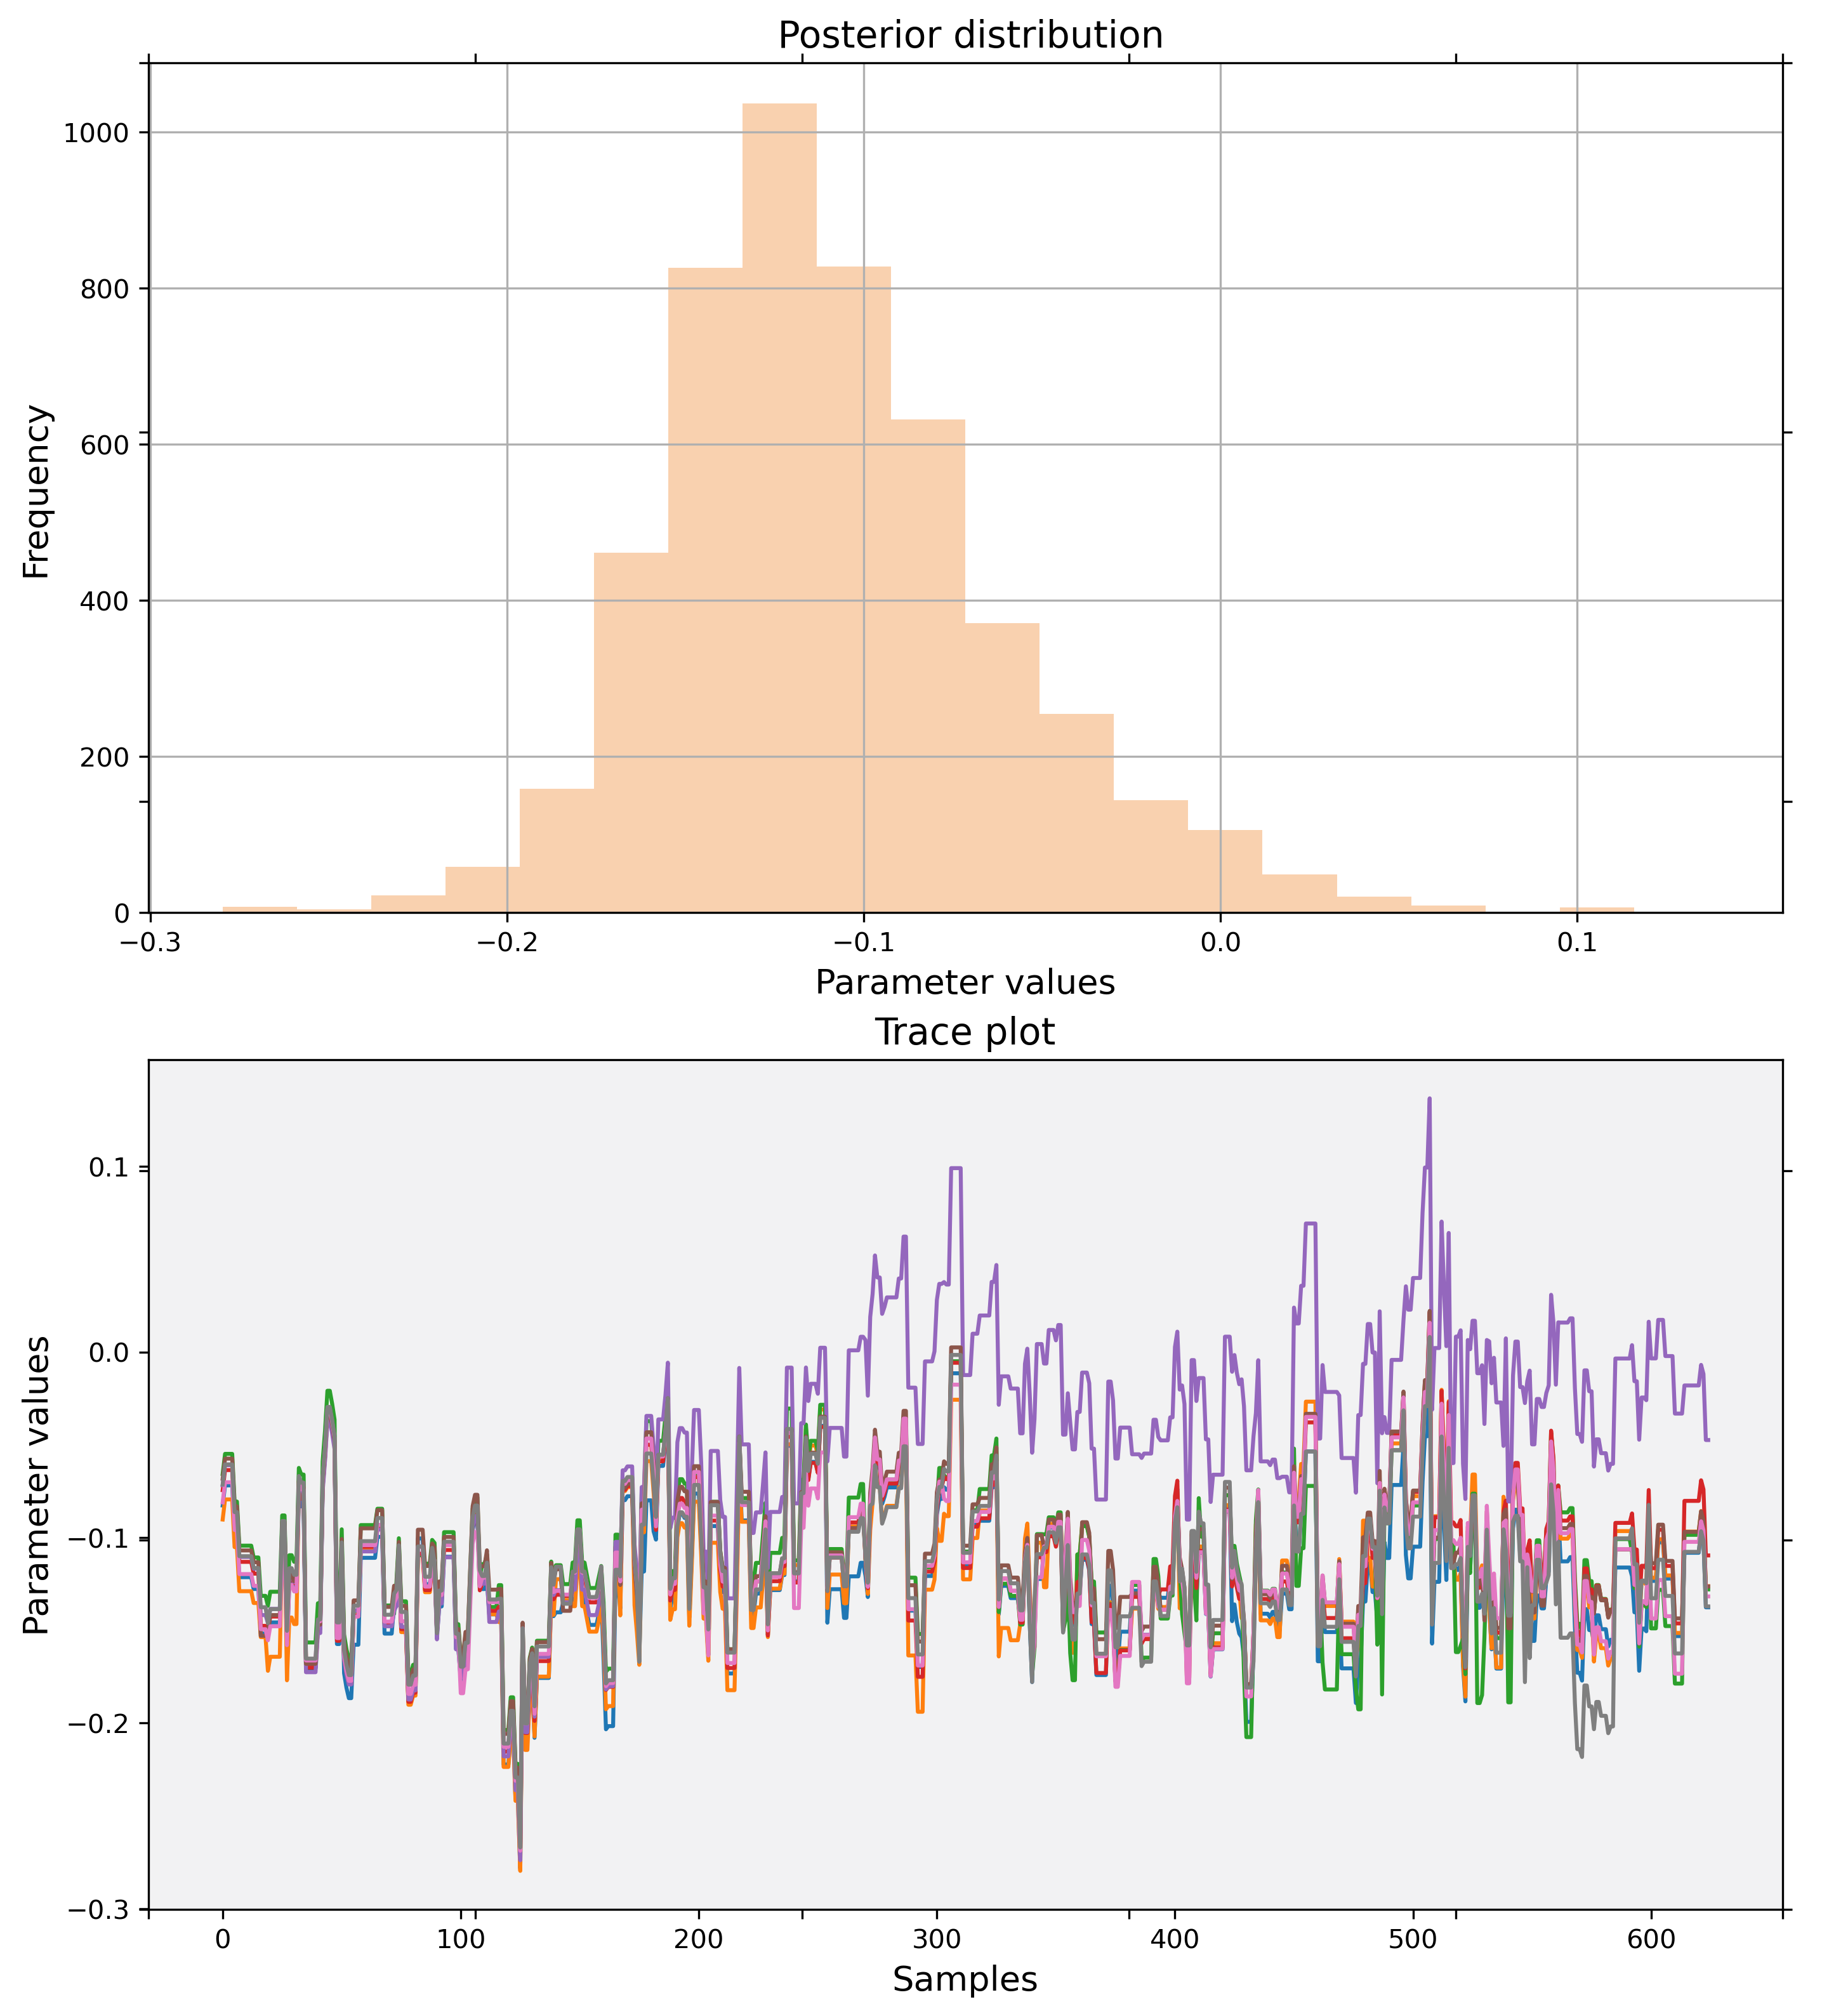 Posterior distribution
1000
800
600
400
200
0
Frequency
−0.3 −0.2 −0.1 0.0 0.1
Parameter values
Trace plot
0.1
0.0
−0.1
−0.2
−0.3
Parameter values
0 100 200 300 400 500 600
Samples